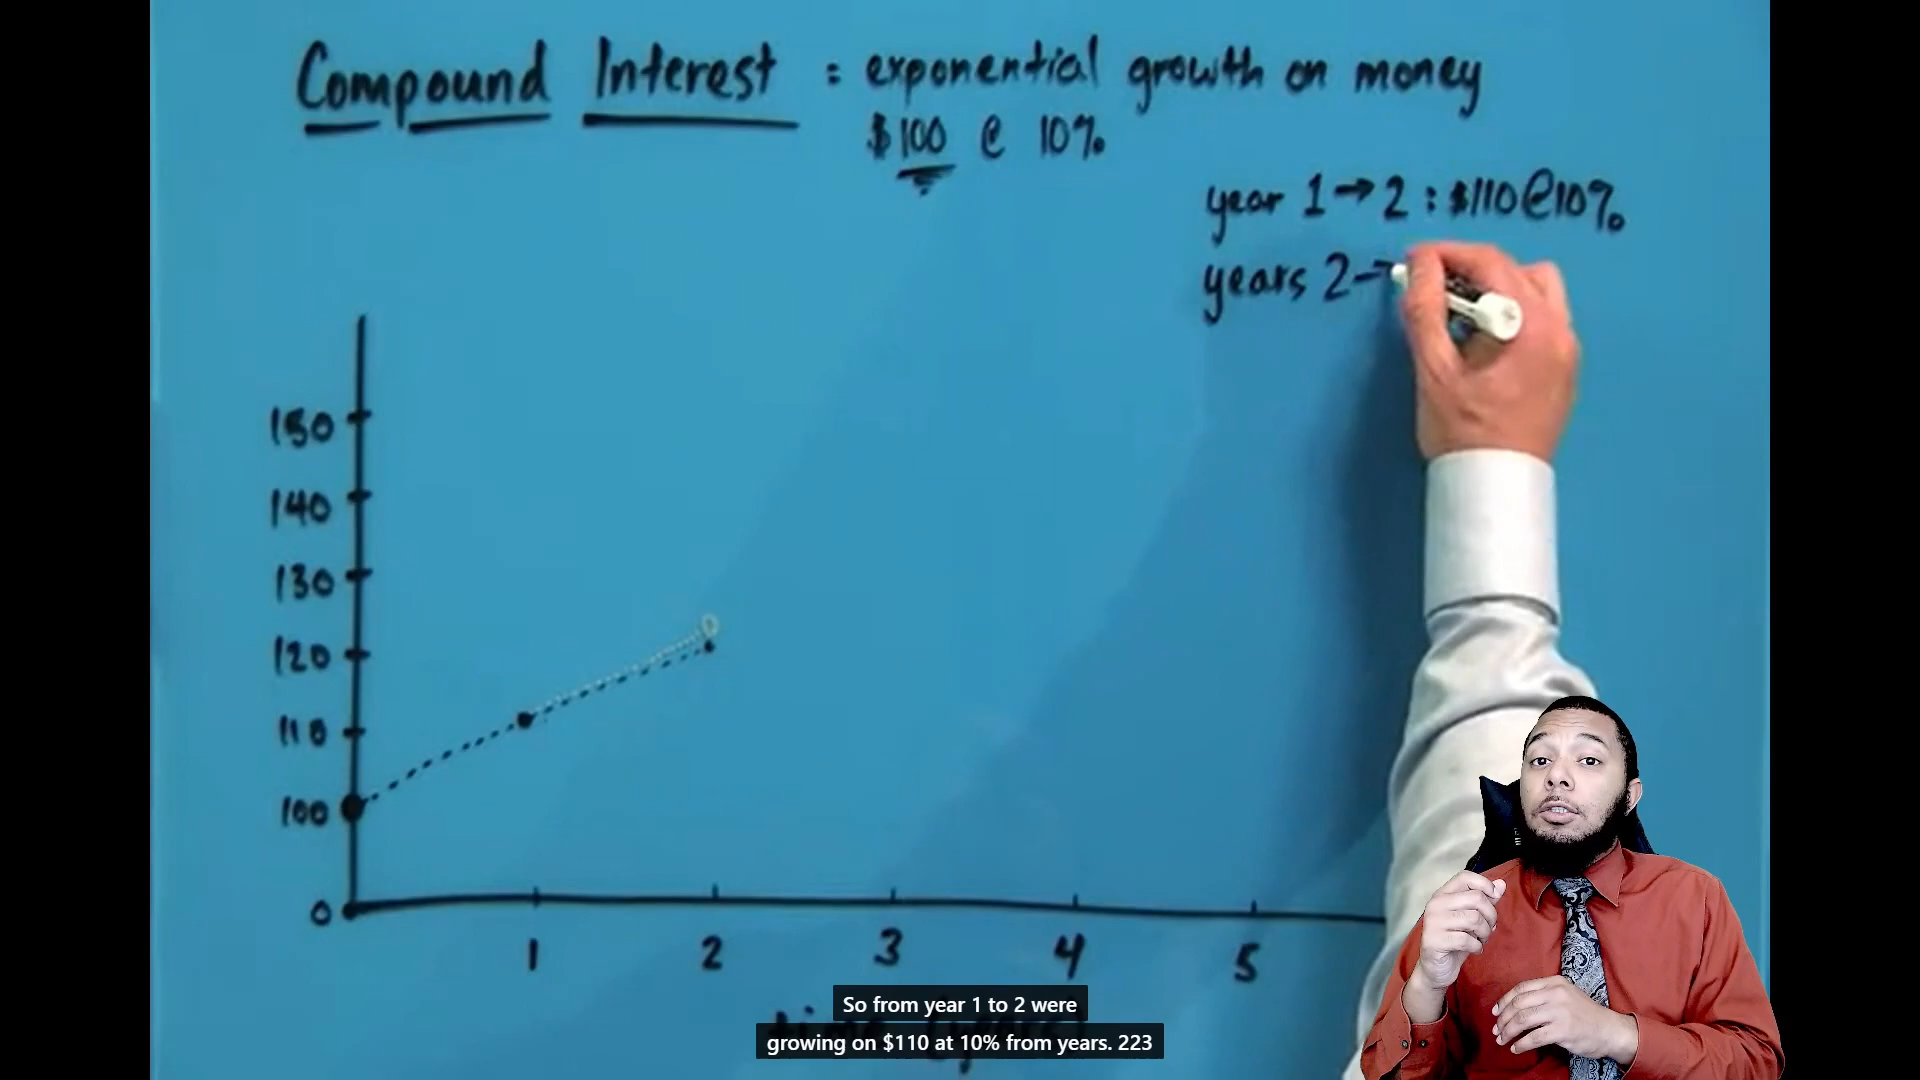 Compound Interest : exponential growth on money
$100 @ 10%
year 1→2 : $110@10%
years 2→
150
140
130
120
110
100
0
1 2 3 4 5
time
So from year 1 to 2 were
growing on $110 at 10% from years. 223